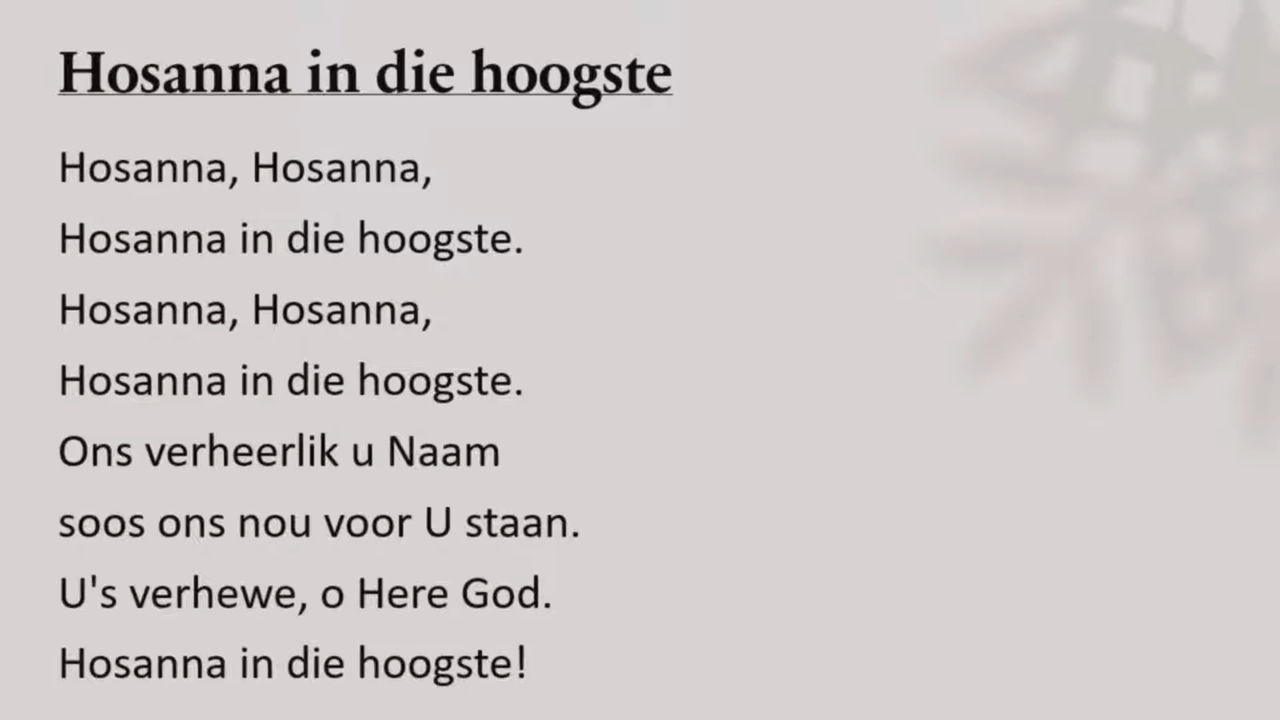 Hosanna in die hoogste
Hosanna, Hosanna,
Hosanna in die hoogste.
Hosanna, Hosanna,
Hosanna in die hoogste.
Ons verheerlik u Naam
soos ons nou voor U staan.
U's verhewe, o Here God.
Hosanna in die hoogste!